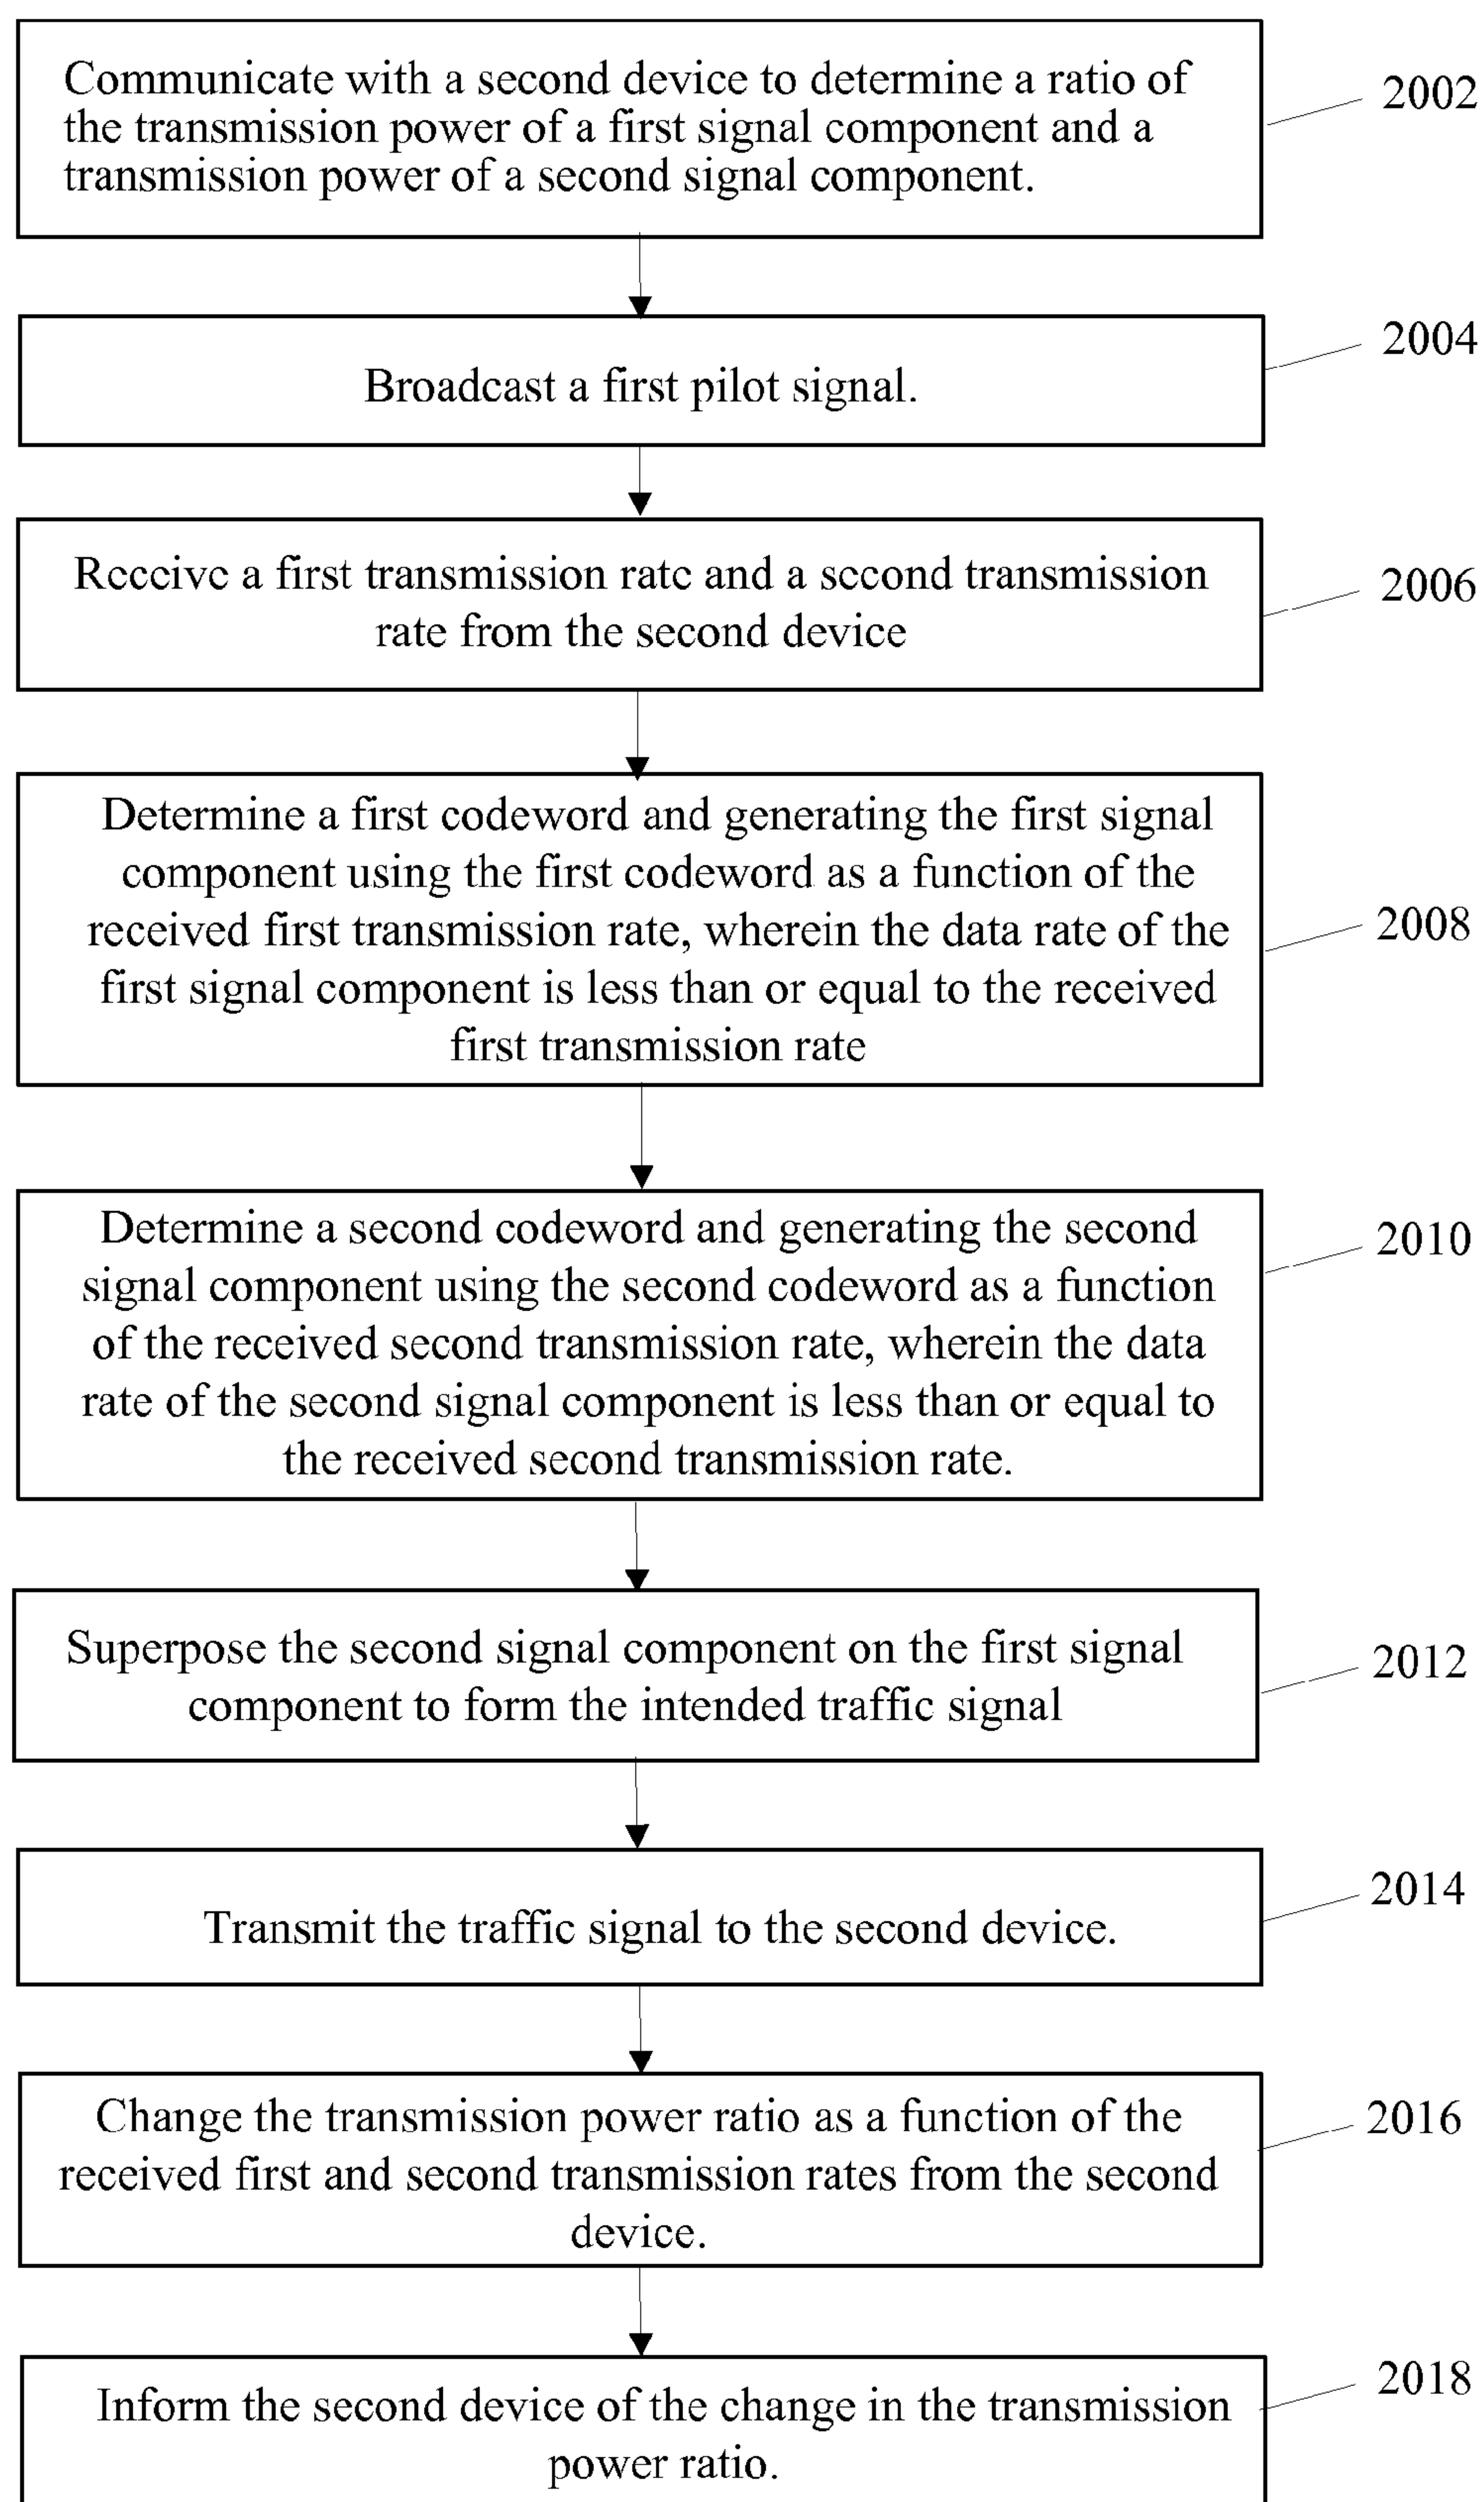 Communicate with a second device to determine a ratio of
the transmission power of a first signal component and a
transmission power of a second signal component.
2002
Broadcast a first pilot signal.
2004
Receive a first transmission rate and a second transmission
rate from the second device
2006
Determine a first codeword and generating the first signal
component using the first codeword as a function of the
received first transmission rate, wherein the data rate of the
first signal component is less than or equal to the received
first transmission rate
2008
Determine a second codeword and generating the second
signal component using the second codeword as a function
of the received second transmission rate, wherein the data
rate of the second signal component is less than or equal to
the received second transmission rate.
2010
Superpose the second signal component on the first signal
component to form the intended traffic signal
2012
Transmit the traffic signal to the second device.
2014
Change the transmission power ratio as a function of the
received first and second transmission rates from the second
device.
2016
Inform the second device of the change in the transmission
power ratio.
2018